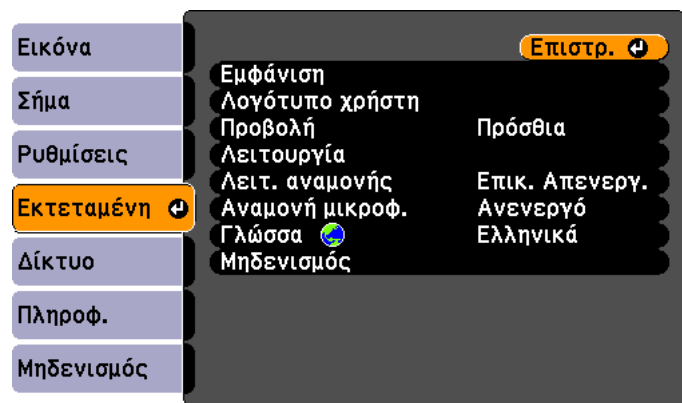 Εικόνα
Σήμα
Ρυθμίσεις
Εκτεταμένη
Δίκτυο
Πληροφ.
Μηδενισμός
Επιστρ.
Εμφάνιση
Λογότυπο χρήστη
Προβολή Πρόσθια
Λειτουργία
Λειτ. αναμονής Επικ. Απενεργ.
Αναμονή μικροφ. Ανενεργό
Γλώσσα Ελληνικά
Μηδενισμός